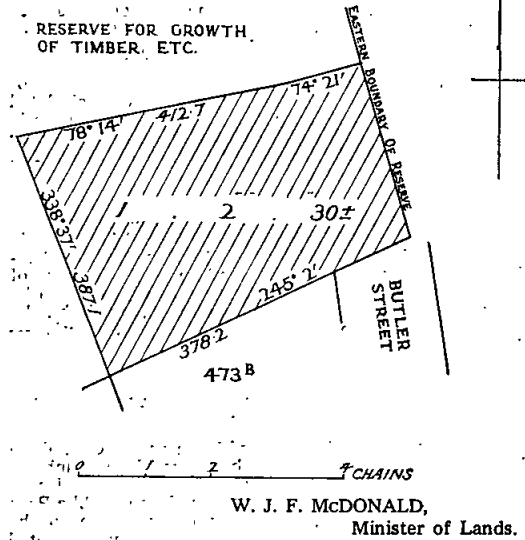 RESERVE FOR GROWTH
OF TIMBER ETC.
EASTERN BOUNDARY OF RESERVE
74° 21'
78° 14'
412·7
338° 37'
387·1
1 . 2 . 30±
245° 2'
378·2
BUTLER
STREET
473B
0 1 2 4 CHAINS
W. J. F. McDONALD,
Minister of Lands.